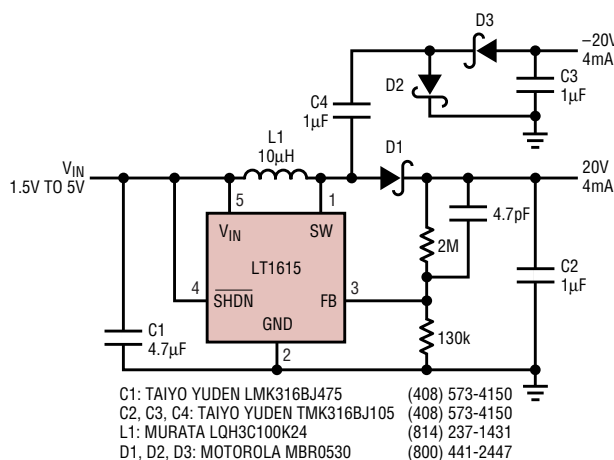 D3
–20V
4mA
D2
C3
1µF
C4
1µF
D1
L1
10µH
VIN
1.5V TO 5V
20V
4mA
5
1
4.7pF
VIN
SW
2M
LT1615
C2
1µF
4
SHDN
FB
3
GND
130k
C1
4.7µF
2
C1: TAIYO YUDEN LMK316BJ475 (408) 573-4150
C2, C3, C4: TAIYO YUDEN TMK316BJ105 (408) 573-4150
L1: MURATA LQH3C100K24 (814) 237-1431
D1, D2, D3: MOTOROLA MBR0530 (800) 441-2447